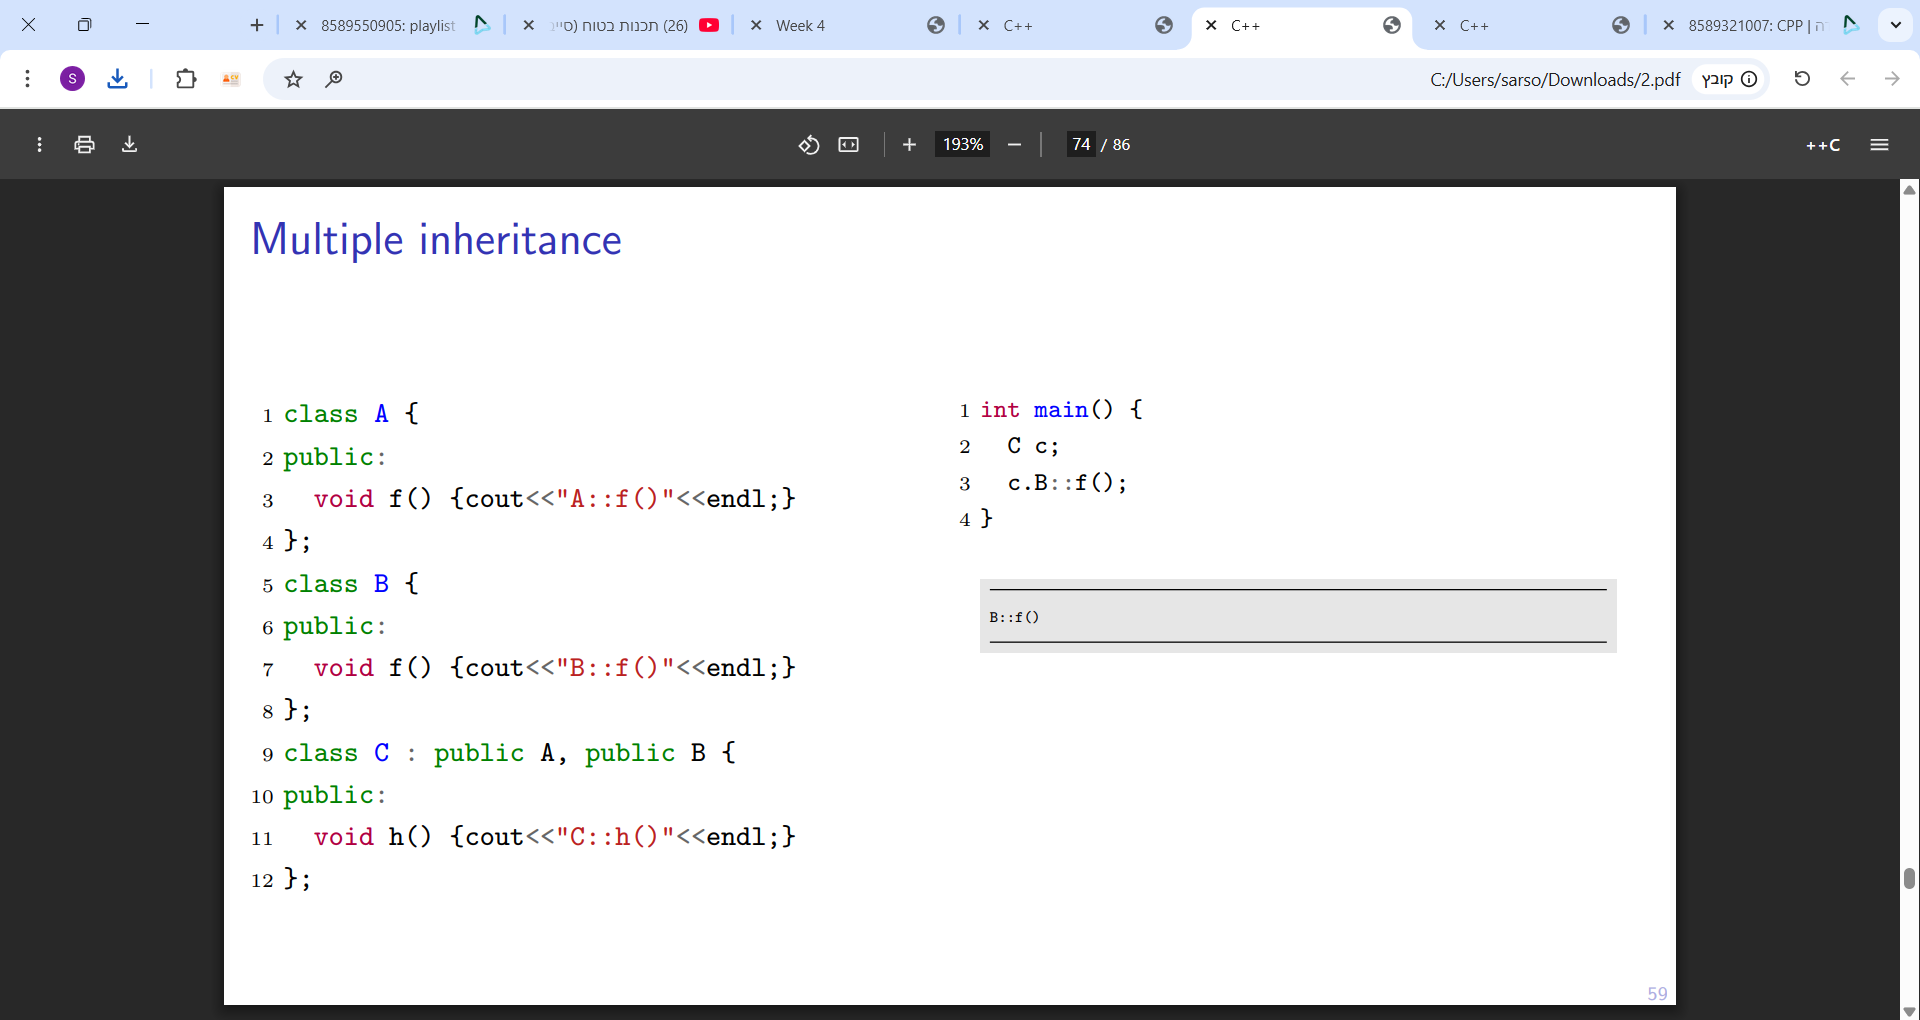 8589550905: playlist
תכנות בטוח (סייב (26)
Week 4
C++
C++
C++
8589321007: CPP | ה
S
C:/Users/sarso/Downloads/2.pdf
קובץ
193%
74 / 86
++C
Multiple inheritance
1 class A {
2 public:
3   void f() {cout<<"A::f()"<<endl;}
4 };
5 class B {
6 public:
7   void f() {cout<<"B::f()"<<endl;}
8 };
9 class C : public A, public B {
10 public:
11   void h() {cout<<"C::h()"<<endl;}
12 };
1 int main() {
2   C c;
3   c.B::f();
4 }
B::f()
59